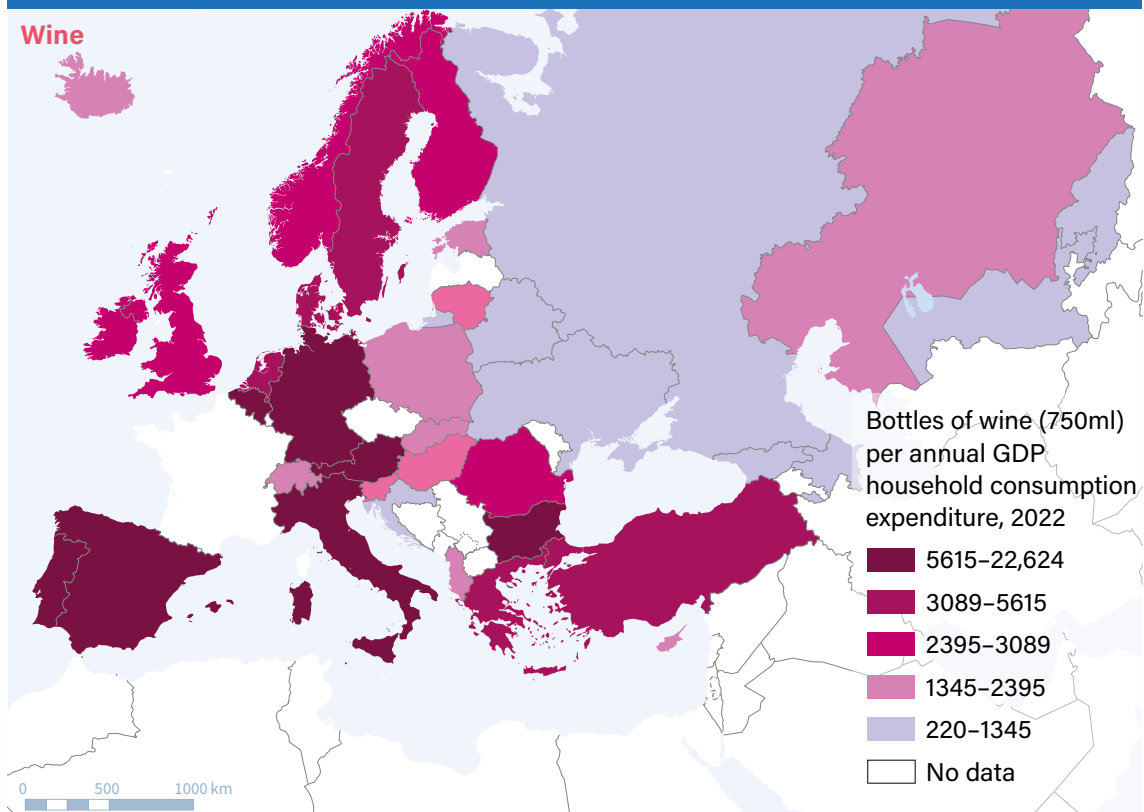 Wine
Bottles of wine (750ml)
per annual GDP
household consumption
expenditure, 2022
5615–22,624
3089–5615
2395–3089
1345–2395
220–1345
No data
0 500 1000 km